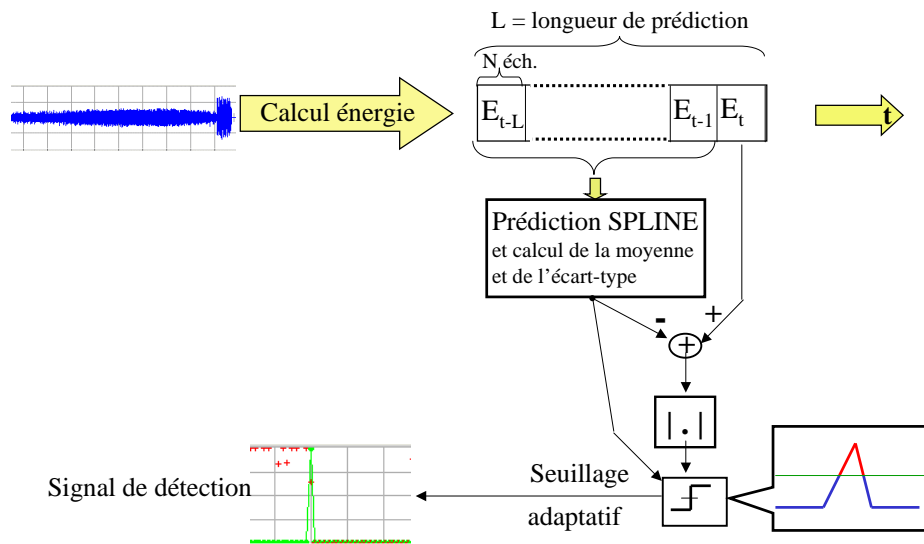 L = longueur de prédiction
N éch.
Calcul énergie
E_{t-L}
E_{t-1}
E_t
t
Prédiction SPLINE
et calcul de la moyenne
et de l'écart-type
-
+
+
|.|
Seuillage
adaptatif
Signal de détection